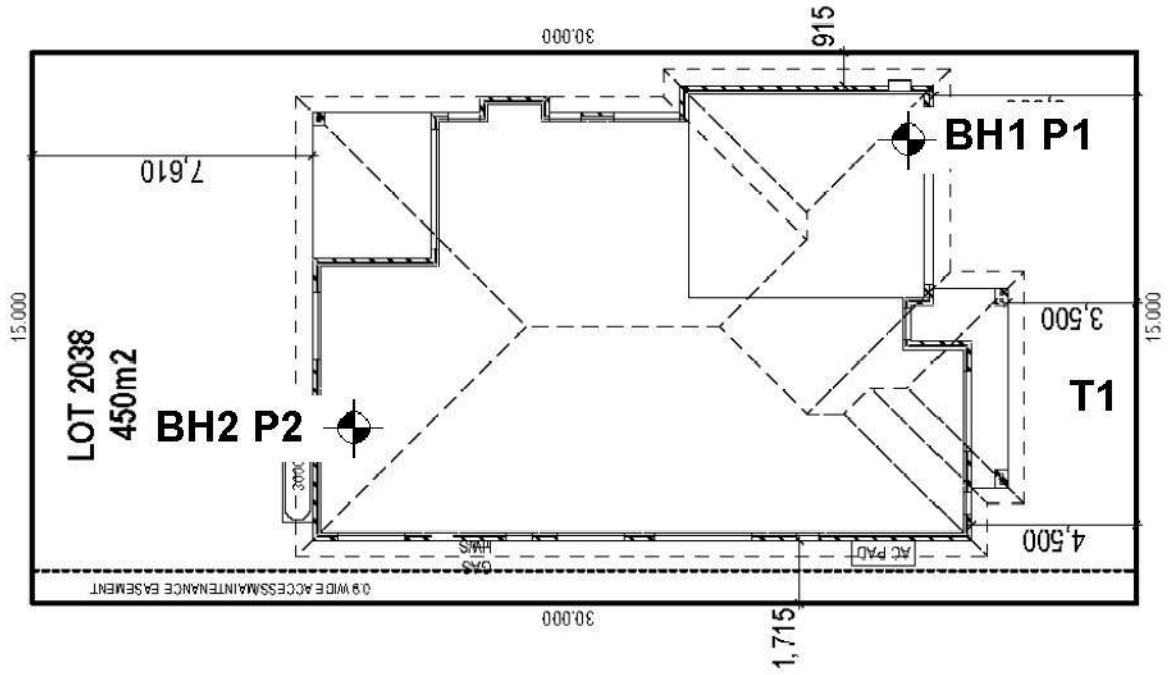 30.000
915
BH1 P1
7,610
15.000
15.000
3,500
LOT 2038
450m2
T1
BH2 P2
3000
HWS
GAS
AC PAD
4,500
0.9 WIDE ACCESS/MAINTENANCE EASEMENT
30.000
1,715